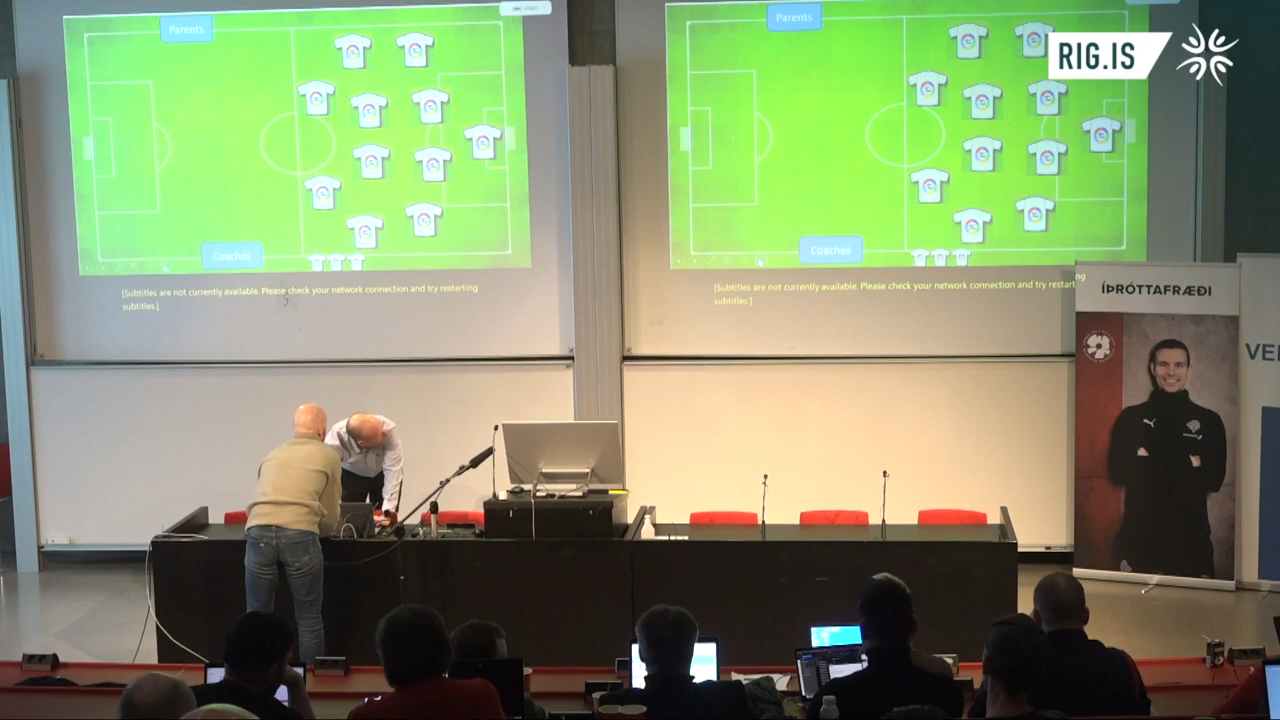 Parents
Coaches
[Subtitles are not currently available. Please check your network connection and try restarting
subtitles.]
Parents
Coaches
[Subtitles are not currently available. Please check your network connection and try restarting
subtitles.]
RIG.IS
ÍÞRÓTTAFRÆÐI
VE